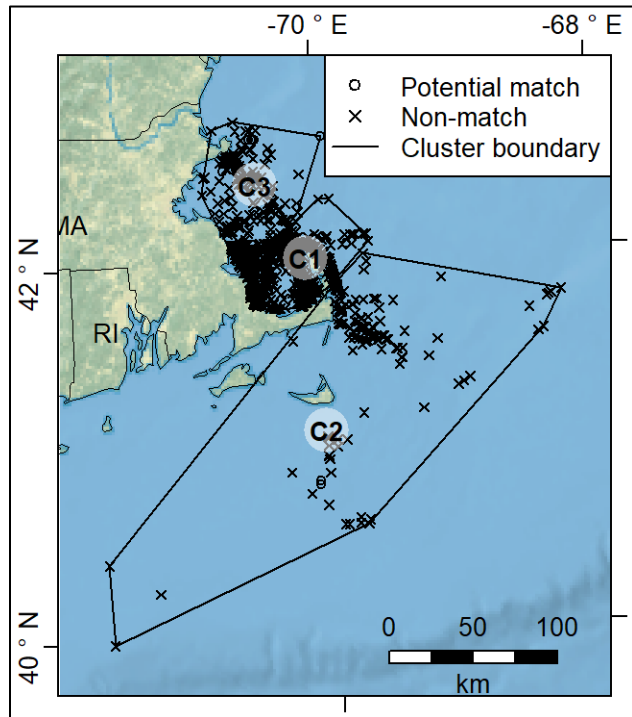 -70 ° E
-68 ° E
Potential match
Non-match
Cluster boundary
C3
MA
C1
42 ° N
RI
C2
0
50
100
km
40 ° N